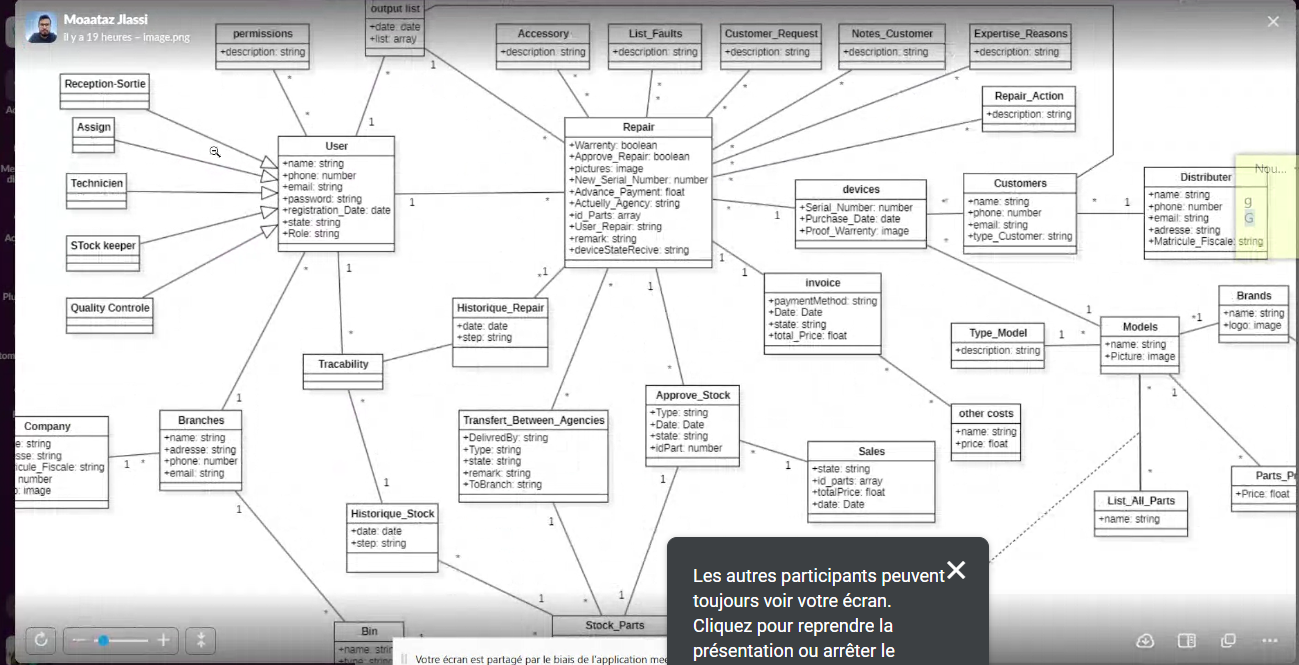 Moaataz Jlassi
il y a 19 heures – image.png
output list
+date: date
+list: array
permissions
+description: string
Accessory
+description: string
List_Faults
+description: string
Customer_Request
+description: string
Notes_Customer
+description: string
Expertise_Reasons
+description: string
Repair_Action
+description: string
Reception-Sortie
Assign
Technicien
STock keeper
Quality Controle
User
+name: string
+phone: number
+email: string
+password: string
+registration_Date: date
+state: string
+Role: string
Repair
+Warrenty: boolean
+Approve_Repair: boolean
+pictures: image
+New_Serial_Number: number
+Advance_Payment: float
+Actuelly_Agency: string
+id_Parts: array
+User_Repair: string
+remark: string
+deviceStateRecive: string
devices
+Serial_Number: number
+Purchase_Date: date
+Proof_Warrenty: image
Customers
+name: string
+phone: number
+email: string
+type_Customer: string
Distributer
+name: string
+phone: number
+email: string
+adresse: string
+Matricule_Fiscale: string
Nou...
g
G
invoice
+paymentMethod: string
+Date: Date
+state: string
+total_Price: float
Historique_Repair
+date: date
+step: string
Tracability
Type_Model
+description: string
Models
+name: string
+Picture: image
Brands
+name: string
+logo: image
Company
e: string
sse: string
ricule_Fiscale: string
number
o: image
Branches
+name: string
+adresse: string
+phone: number
+email: string
Transfert_Between_Agencies
+DelivredBy: string
+Type: string
+state: string
+remark: string
+ToBranch: string
Approve_Stock
+Type: string
+Date: Date
+state: string
+idPart: number
Sales
+state: string
+id_parts: array
+totalPrice: float
+date: Date
other costs
+name: string
+price: float
List_All_Parts
+name: string
Parts_Pr
+Price: float
Historique_Stock
+date: date
+step: string
Stock_Parts
Bin
+name: strin
Les autres participants peuvent
toujours voir votre écran.
Cliquez pour reprendre la
présentation ou arrêter le
Votre écran est partagé par le biais de l'application mee